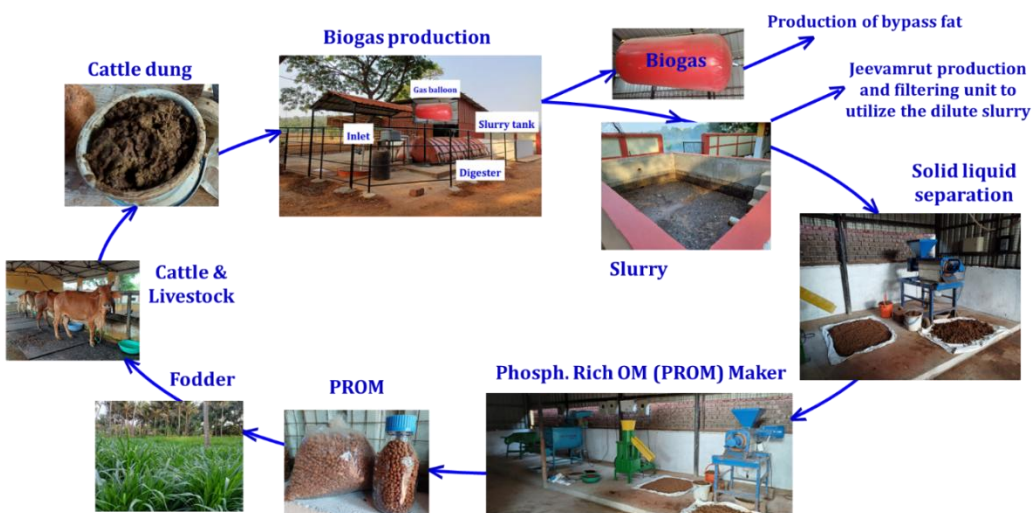 Production of bypass fat
Biogas production
Biogas
Cattle dung
Jeevamrut production
and filtering unit to
utilize the dilute slurry
Gas balloon
Inlet
Slurry tank
Digester
Solid liquid
separation
Slurry
Cattle &
Livestock
Fodder
PROM
Phosph. Rich OM (PROM) Maker